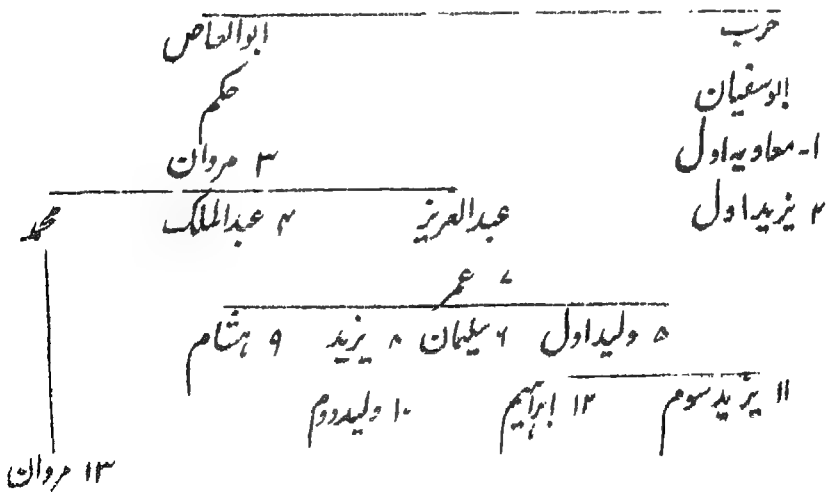 حرب ابوالعاص
ابوسفیان حکم
۱- معاویہ اول ۳ مروان
۲ یزید اول عبدالعزیز ۴ عبدالملک محمد
۷ عمر
۵ ولید اول ۶ سلیمان ۸ یزید ۹ ہشام
۱۱ یزید سوم ۱۲ ابراہیم ۱۰ ولید دوم
۱۳ مروان